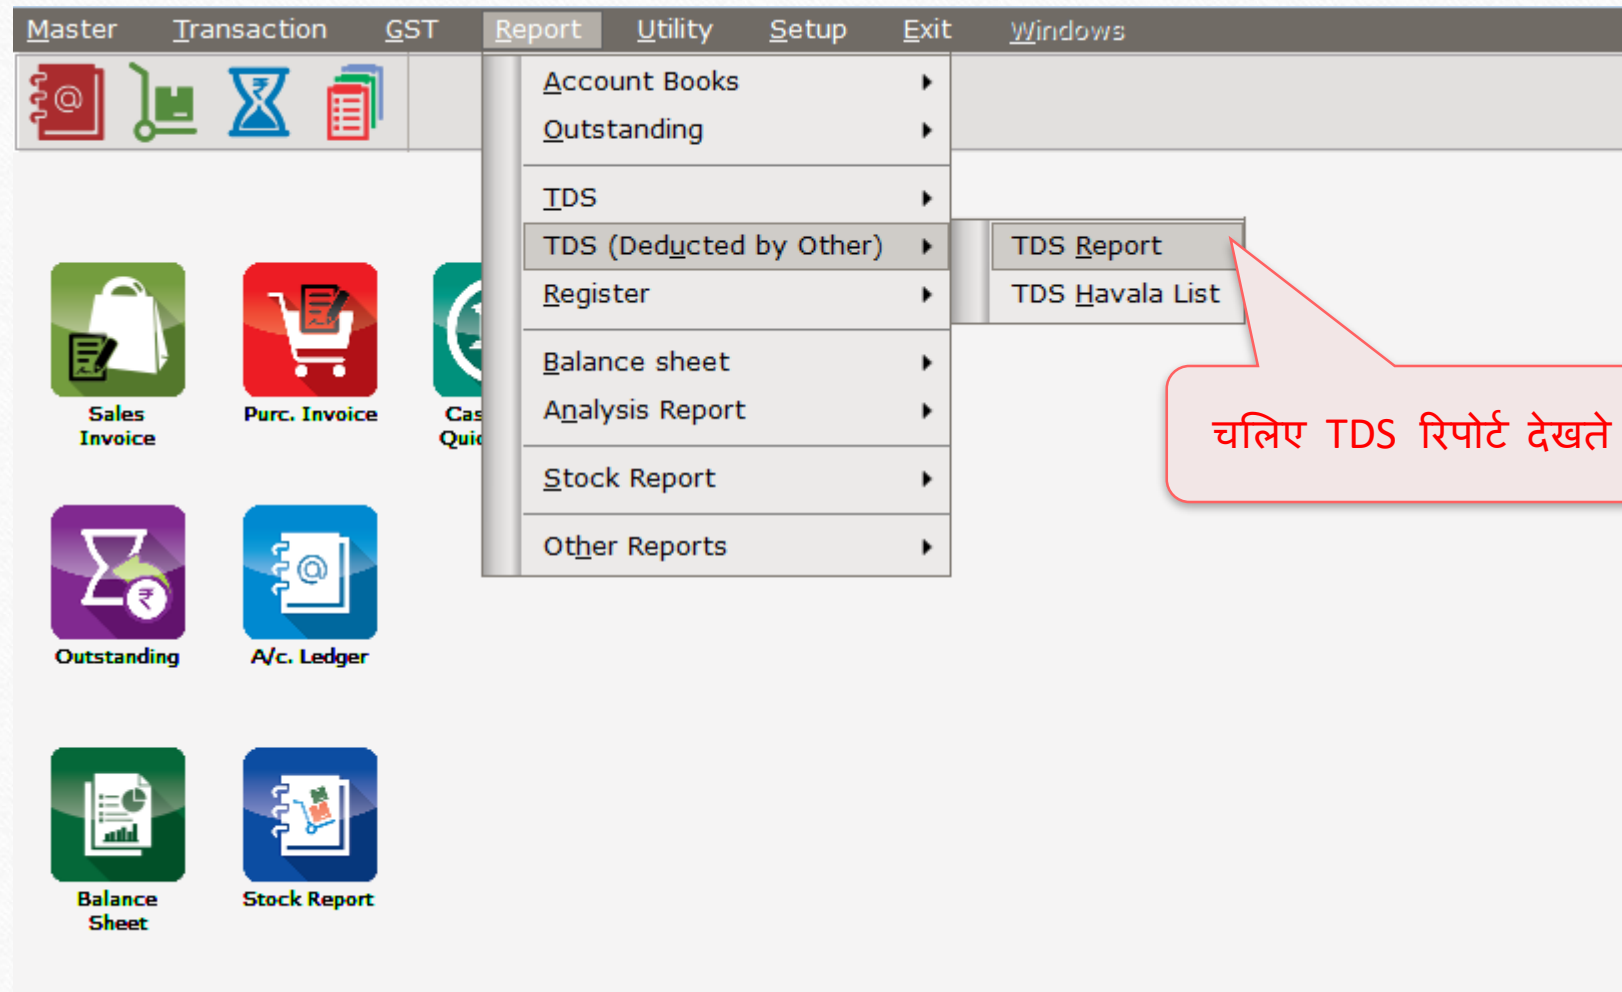 Master Transaction GST Report Utility Setup Exit Windows
Account Books
Outstanding
TDS
TDS (Deducted by Other)
Register
Balance sheet
Analysis Report
Stock Report
Other Reports
TDS Report
TDS Havala List
चलिए TDS रिपोर्ट देखते
Sales
Invoice
Purc. Invoice
Outstanding
A/c. Ledger
Balance
Sheet
Stock Report